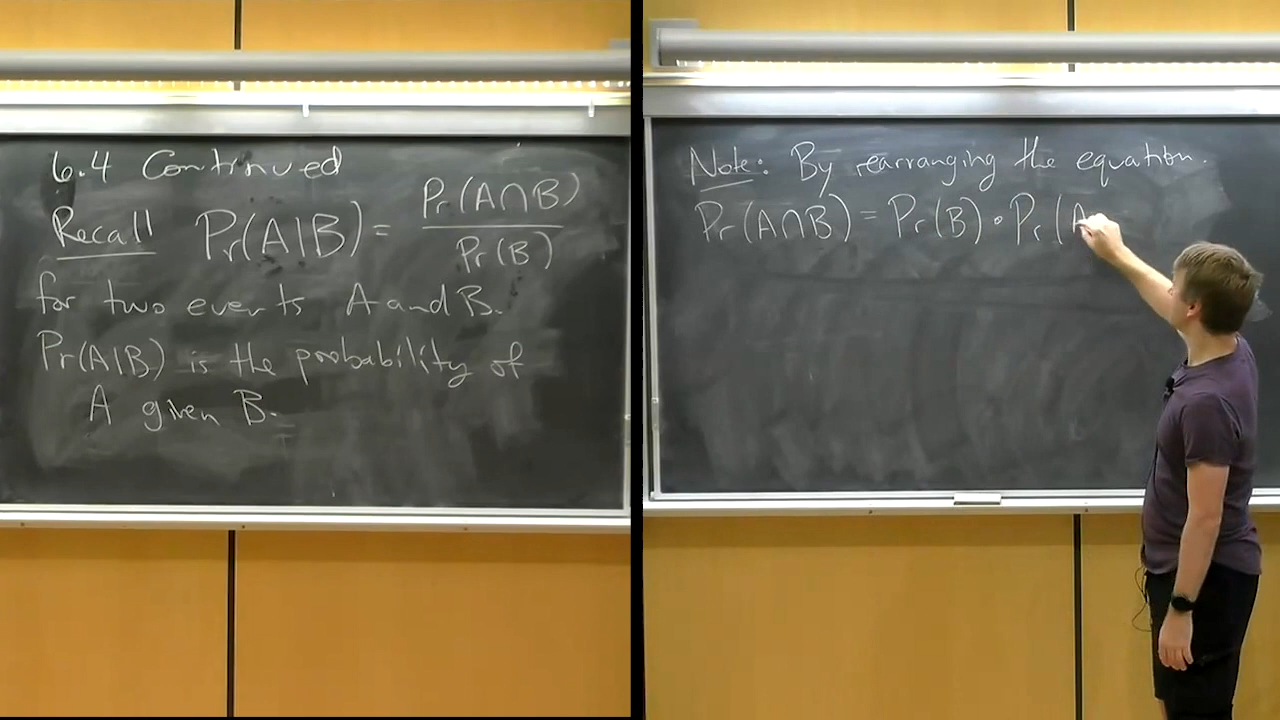 6.4 Continued
Recall Pr(A|B) = Pr(A∩B) / Pr(B)
for two events A and B.
Pr(A|B) is the probability of
A given B.
Note: By rearranging the equation.
Pr(A∩B) = Pr(B) • Pr(A